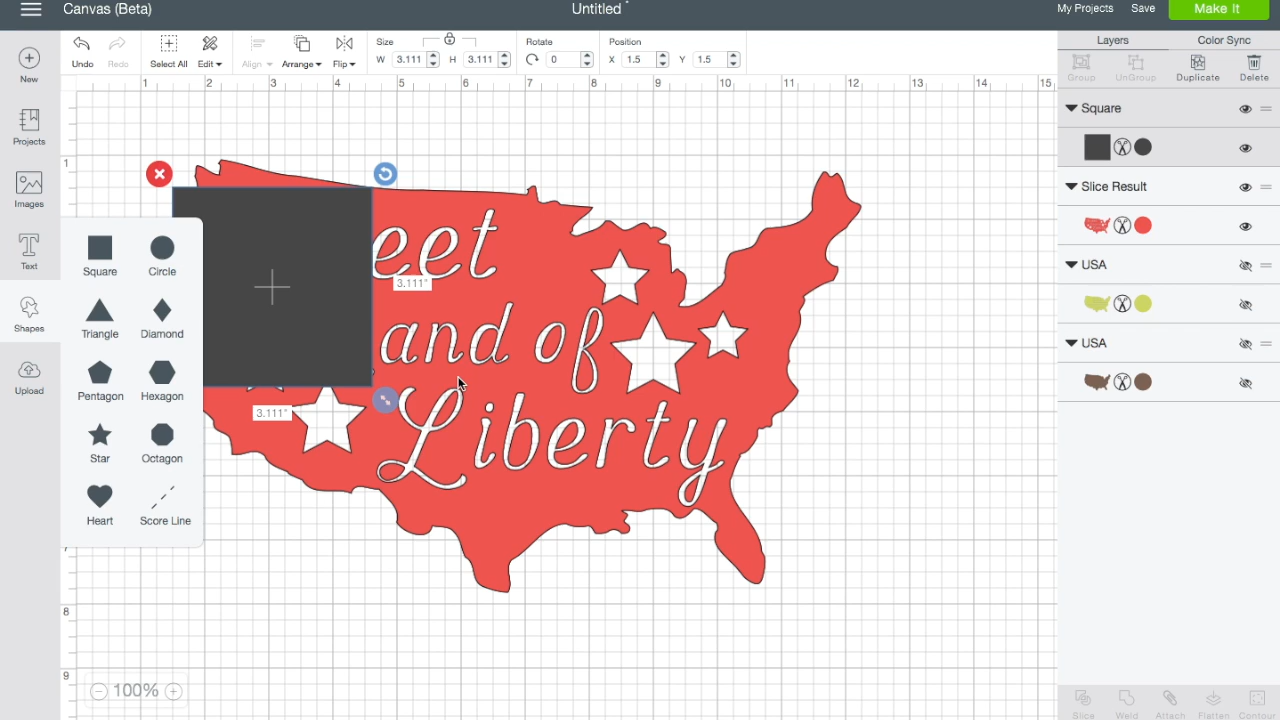 Canvas (Beta)
Untitled *
My Projects Save Make It
Undo Redo Select All Edit Align Arrange Flip
Size
W 3.111 H 3.111
Rotate
0
Position
X 1.5 Y 1.5
Layers Color Sync
Group UnGroup Duplicate Delete
New
Projects
Images
Text
Shapes
Upload
1 2 3 4 5 6 7 8 9 10 11 12 13 14 15
1
7
8
9
Square Circle
Triangle Diamond
Pentagon Hexagon
Star Octagon
Heart Score Line
eet
and of
Liberty
3.111"
3.111"
Square
Slice Result
USA
USA
100%
Slice Weld Attach Flatten Contour